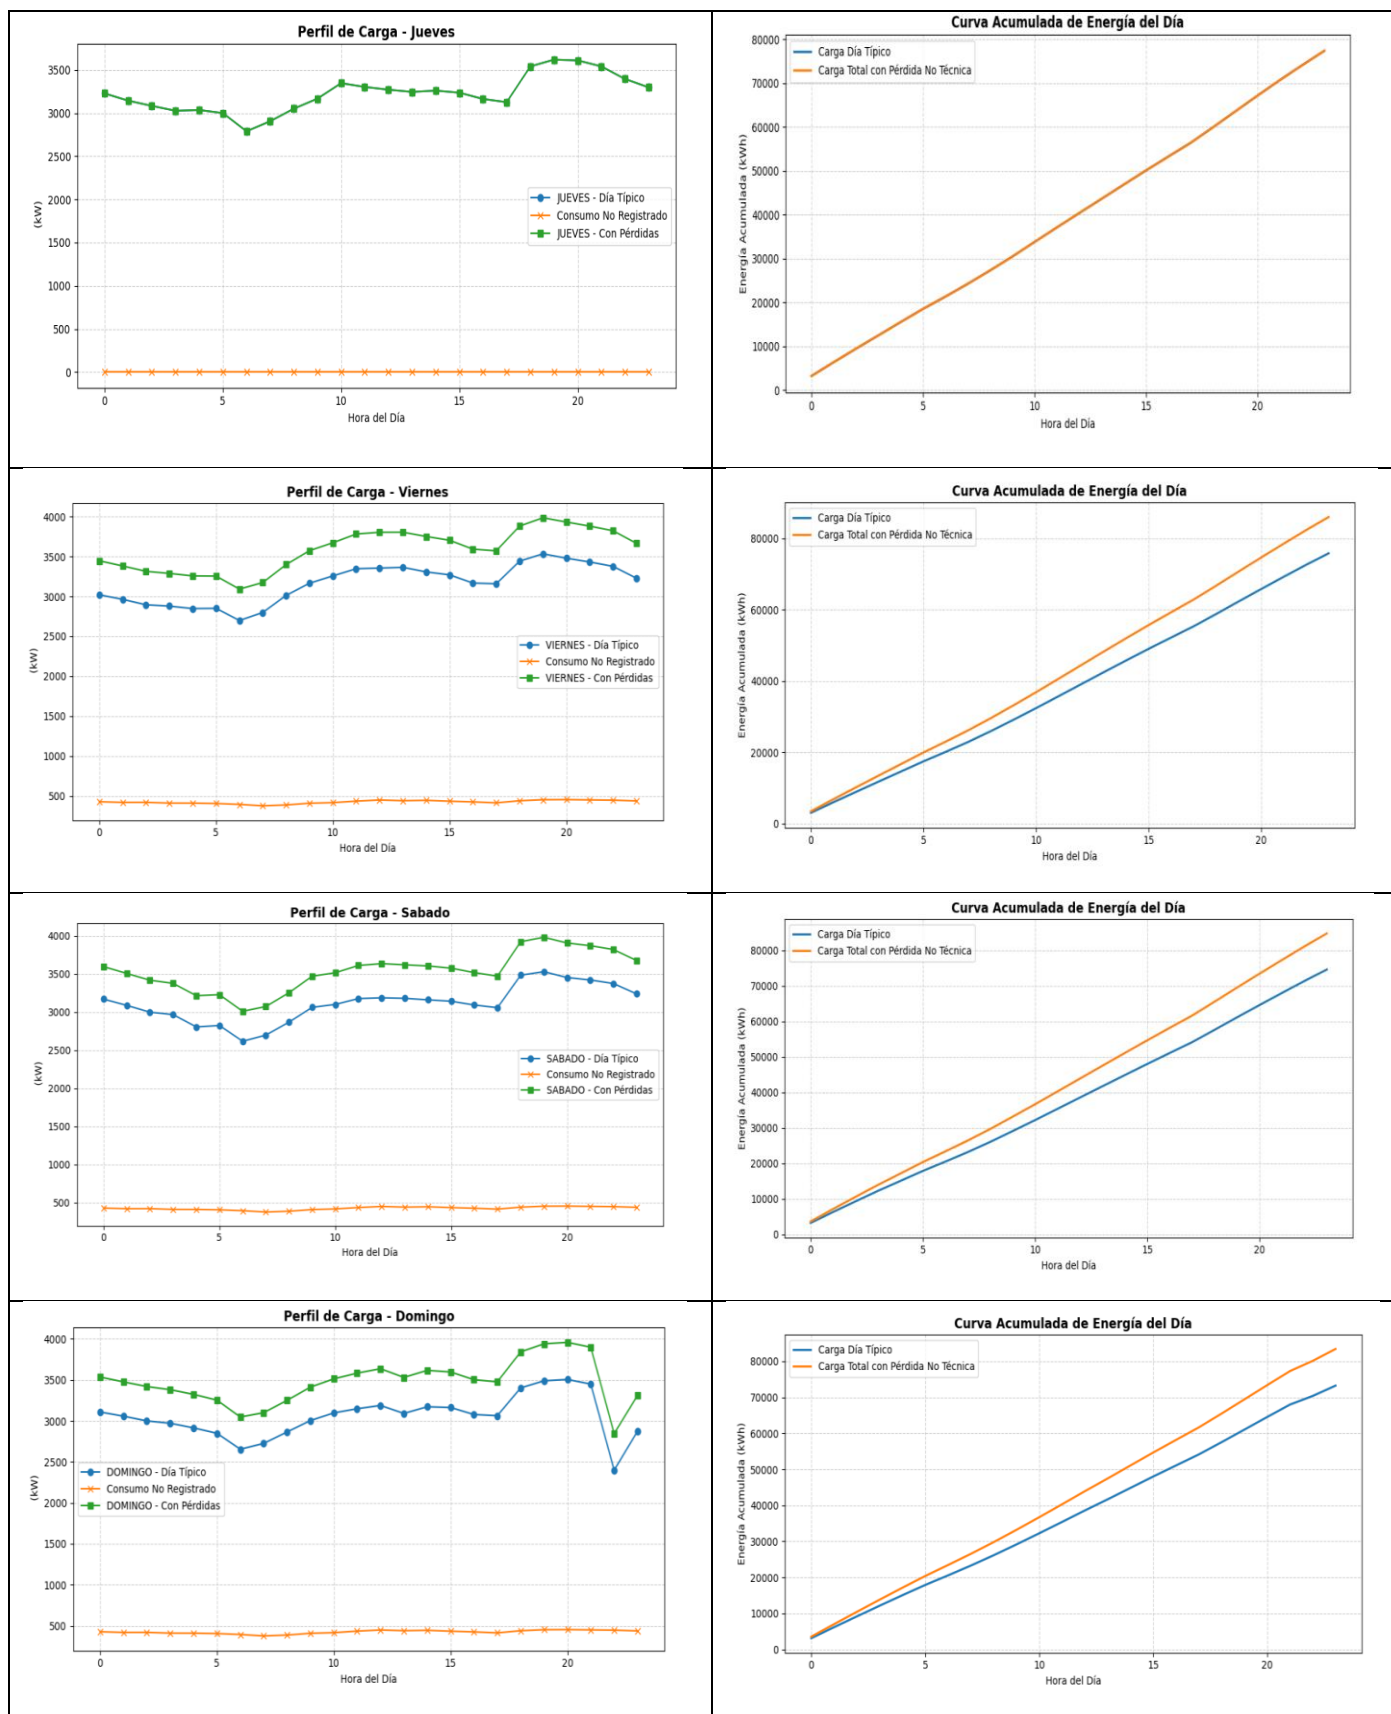 Perfil de Carga - Jueves
3500
3000
2500
2000
1500
1000
500
0
(kW)
JUEVES - Día Típico
Consumo No Registrado
JUEVES - Con Pérdidas
0 5 10 15 20
Hora del Día
Curva Acumulada de Energía del Día
Carga Día Típico
Carga Total con Pérdida No Técnica
80000
70000
60000
50000
40000
30000
20000
10000
0
Energía Acumulada (kWh)
0 5 10 15 20
Hora del Día
Perfil de Carga - Viernes
4000
3500
3000
2500
2000
1500
1000
500
(kW)
VIERNES - Día Típico
Consumo No Registrado
VIERNES - Con Pérdidas
0 5 10 15 20
Hora del Día
Curva Acumulada de Energía del Día
Carga Día Típico
Carga Total con Pérdida No Técnica
80000
60000
40000
20000
0
Energía Acumulada (kWh)
0 5 10 15 20
Hora del Día
Perfil de Carga - Sabado
4000
3500
3000
2500
2000
1500
1000
500
(kW)
SABADO - Día Típico
Consumo No Registrado
SABADO - Con Pérdidas
0 5 10 15 20
Hora del Día
Curva Acumulada de Energía del Día
Carga Día Típico
Carga Total con Pérdida No Técnica
80000
70000
60000
50000
40000
30000
20000
10000
0
Energía Acumulada (kWh)
0 5 10 15 20
Hora del Día
Perfil de Carga - Domingo
4000
3500
3000
2500
2000
1500
1000
500
(kW)
DOMINGO - Día Típico
Consumo No Registrado
DOMINGO - Con Pérdidas
0 5 10 15 20
Hora del Día
Curva Acumulada de Energía del Día
Carga Día Típico
Carga Total con Pérdida No Técnica
80000
70000
60000
50000
40000
30000
20000
10000
0
Energía Acumulada (kWh)
0 5 10 15 20
Hora del Día